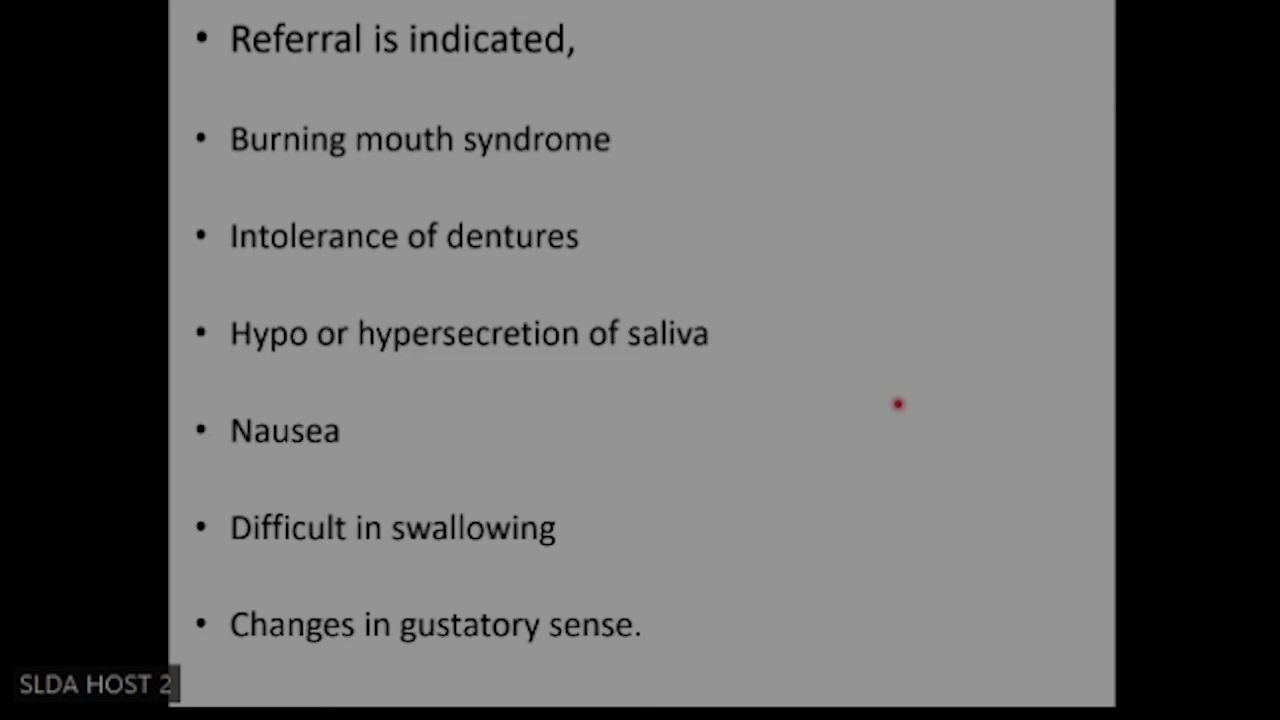 • Referral is indicated,
• Burning mouth syndrome
• Intolerance of dentures
• Hypo or hypersecretion of saliva
• Nausea
• Difficult in swallowing
• Changes in gustatory sense.
SLDA HOST 2